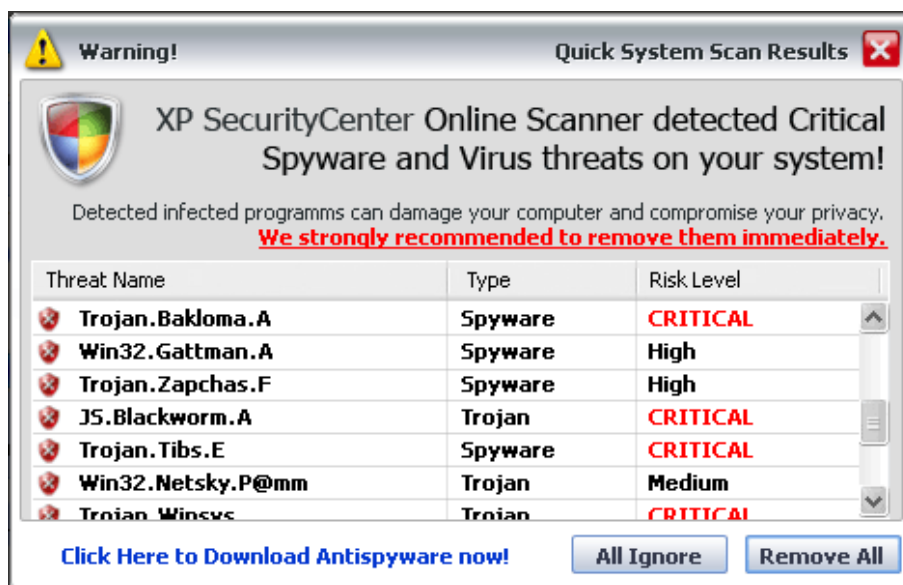 Warning!
Quick System Scan Results
XP SecurityCenter Online Scanner detected Critical
Spyware and Virus threats on your system!
Detected infected programms can damage your computer and compromise your privacy.
We strongly recommended to remove them immediately.
Threat Name Type Risk Level
Trojan.Bakloma.A Spyware CRITICAL
Win32.Gattman.A Spyware High
Trojan.Zapchas.F Spyware High
JS.Blackworm.A Trojan CRITICAL
Trojan.Tibs.E Spyware CRITICAL
Win32.Netsky.P@mm Trojan Medium
Trojan.Winsys Trojan CRITICAL
Click Here to Download Antispyware now! All Ignore Remove All